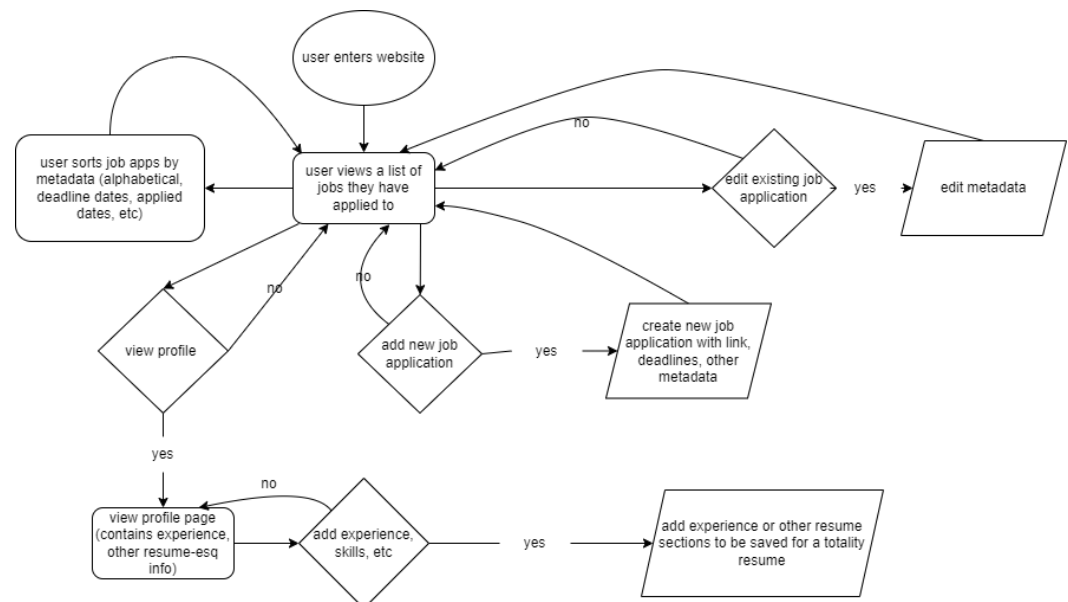 user enters website
no
user sorts job apps by
metadata (alphabetical,
deadline dates, applied
dates, etc)
user views a list of
jobs they have
applied to
edit existing job
application
yes
edit metadata
no
no
view profile
add new job
application
yes
create new job
application with link,
deadlines, other
metadata
yes
no
view profile page
(contains experience,
other resume-esq
info)
add experience,
skills, etc
yes
add experience or other resume
sections to be saved for a totality
resume